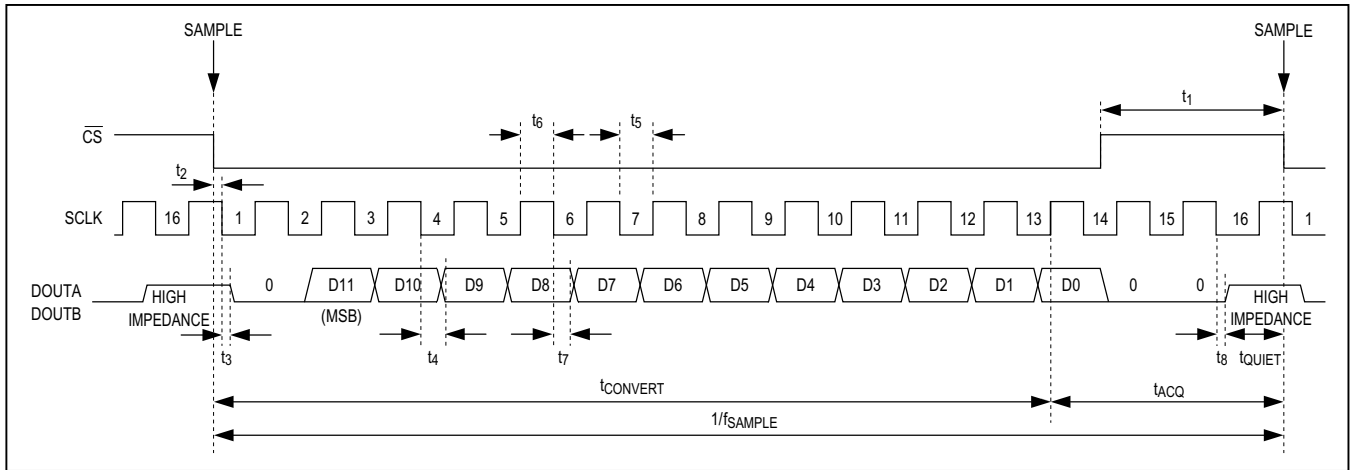 SAMPLE SAMPLE
t1
CS
t6 t5
t2
SCLK 16 1 2 3 4 5 6 7 8 9 10 11 12 13 14 15 16 1
DOUTA
DOUTB
HIGH
IMPEDANCE
0 D11 D10 D9 D8 D7 D6 D5 D4 D3 D2 D1 D0 0 0
(MSB)
HIGH
IMPEDANCE
t3 t4 t7 t8 tQUIET
tCONVERT tACQ
1/fSAMPLE